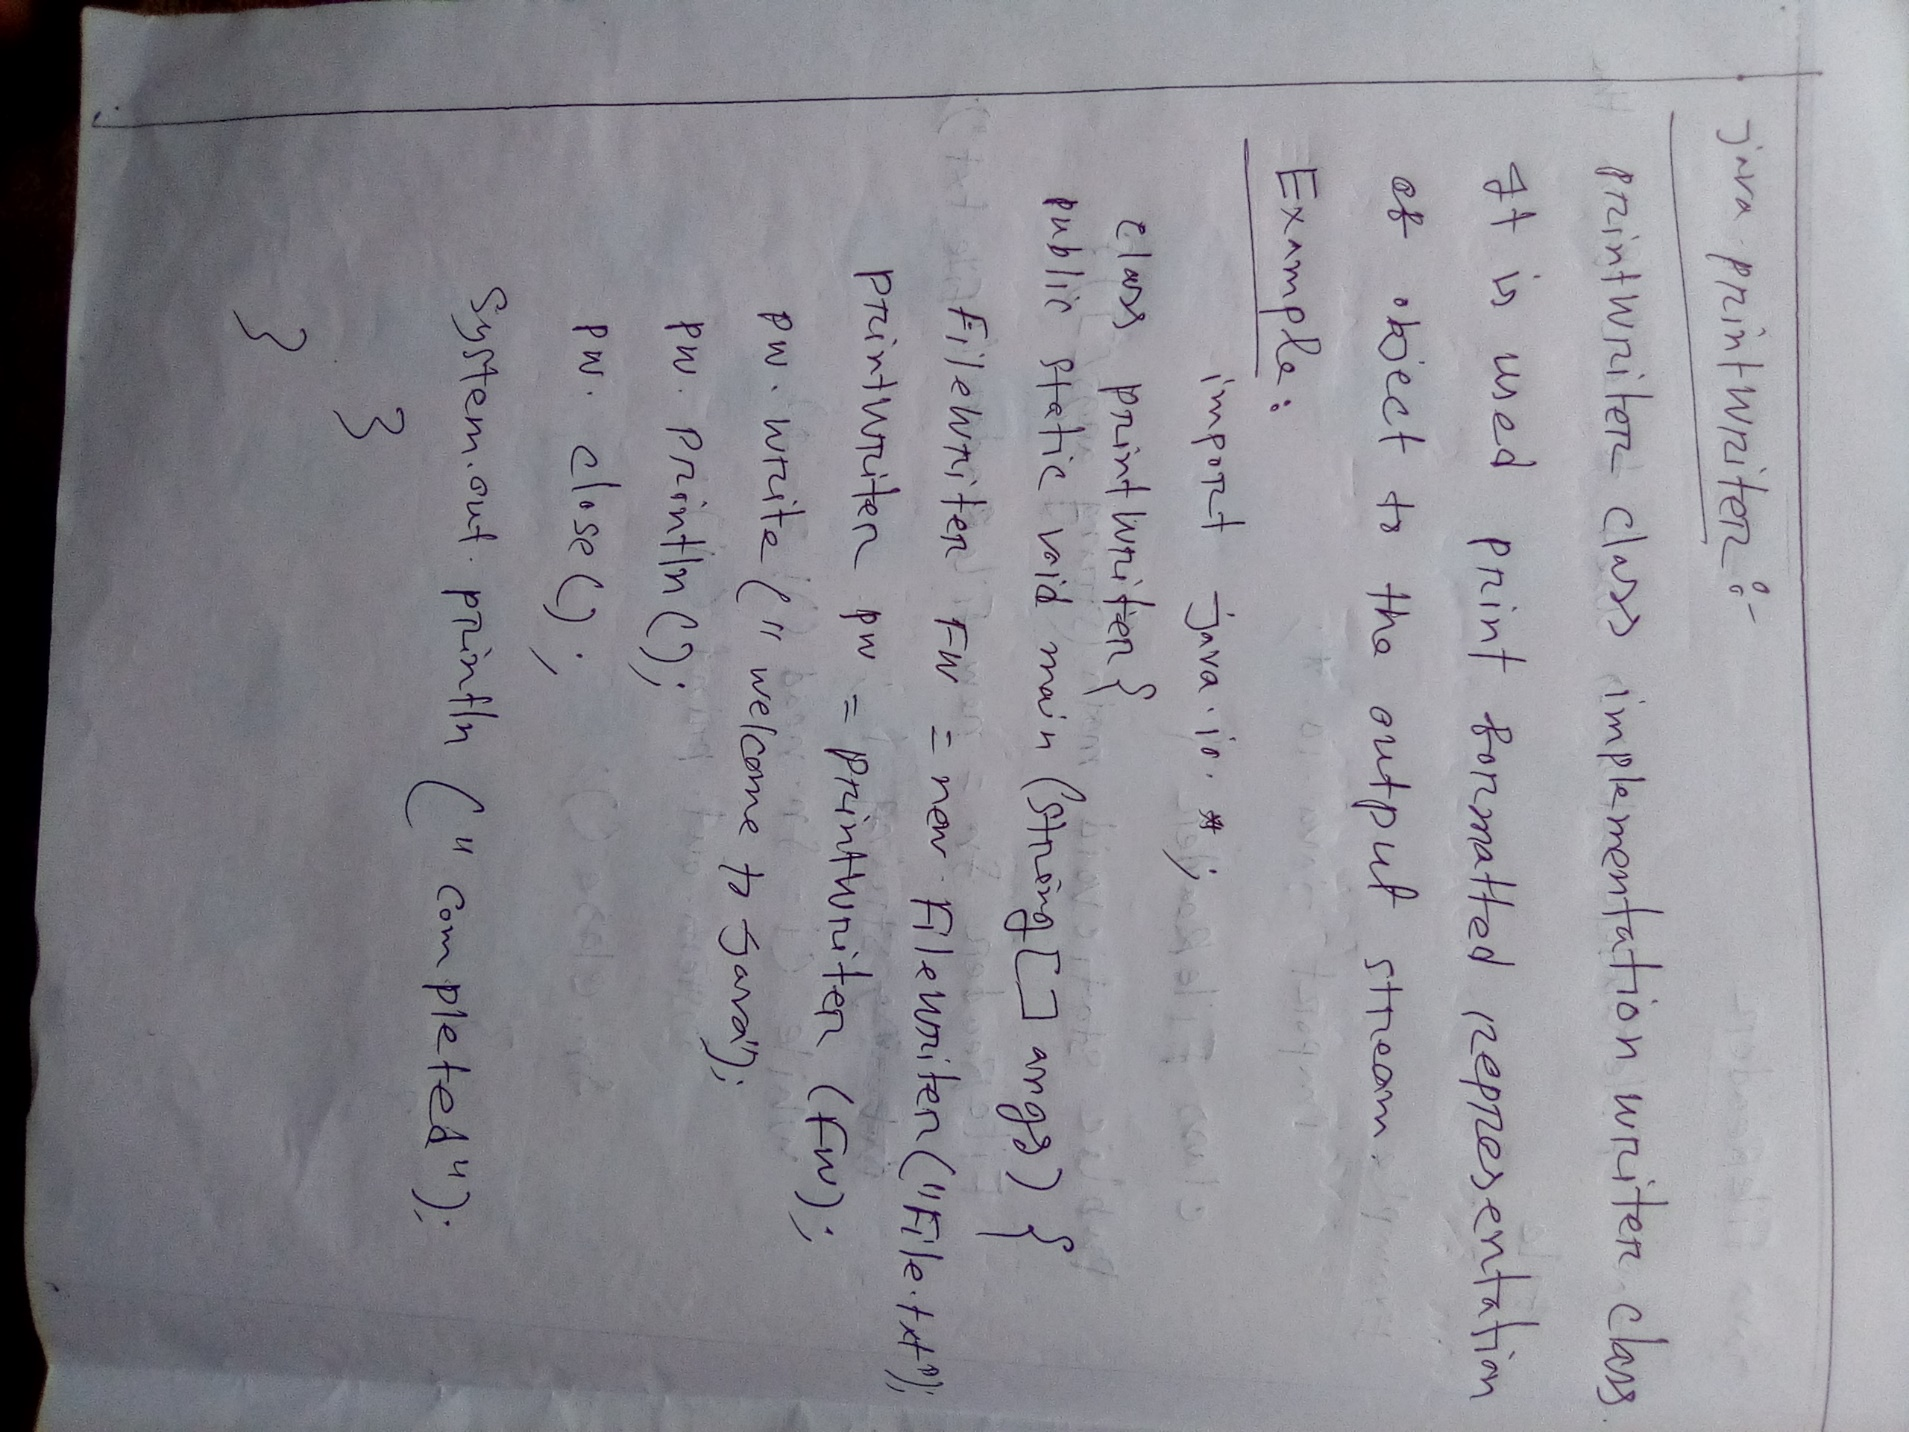 java printWriter:-
printWriter class implementation writer class.
It is used print formatted representation
of object to the output stream.
Example:
import java.io.*;
class printWriter{
public static void main (String[] args) {
FileWriter FW = new FileWriter("File.txt");
PrintWriter pw = printWriter (FW);
pw. write (" welcome to Java");
pw. println();
pw. close();
System.out. println (" completed");
}
}